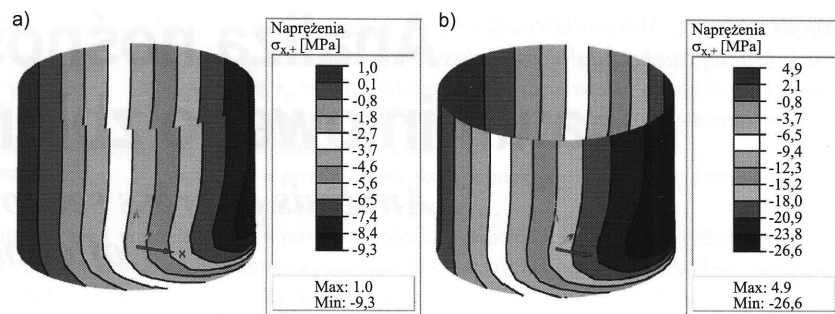 a)
Naprężenia
σx,+ [MPa]
1,0
0,1
-0,8
-1,8
-2,7
-3,7
-4,6
-5,6
-6,5
-7,4
-8,4
-9,3
Max: 1.0
Min: -9,3
x
b)
Naprężenia
σx,+ [MPa]
4,9
2,1
-0,8
-3,7
-6,5
-9,4
-12,3
-15,2
-18,0
-20,9
-23,8
-26,6
Max: 4.9
Min: -26,6